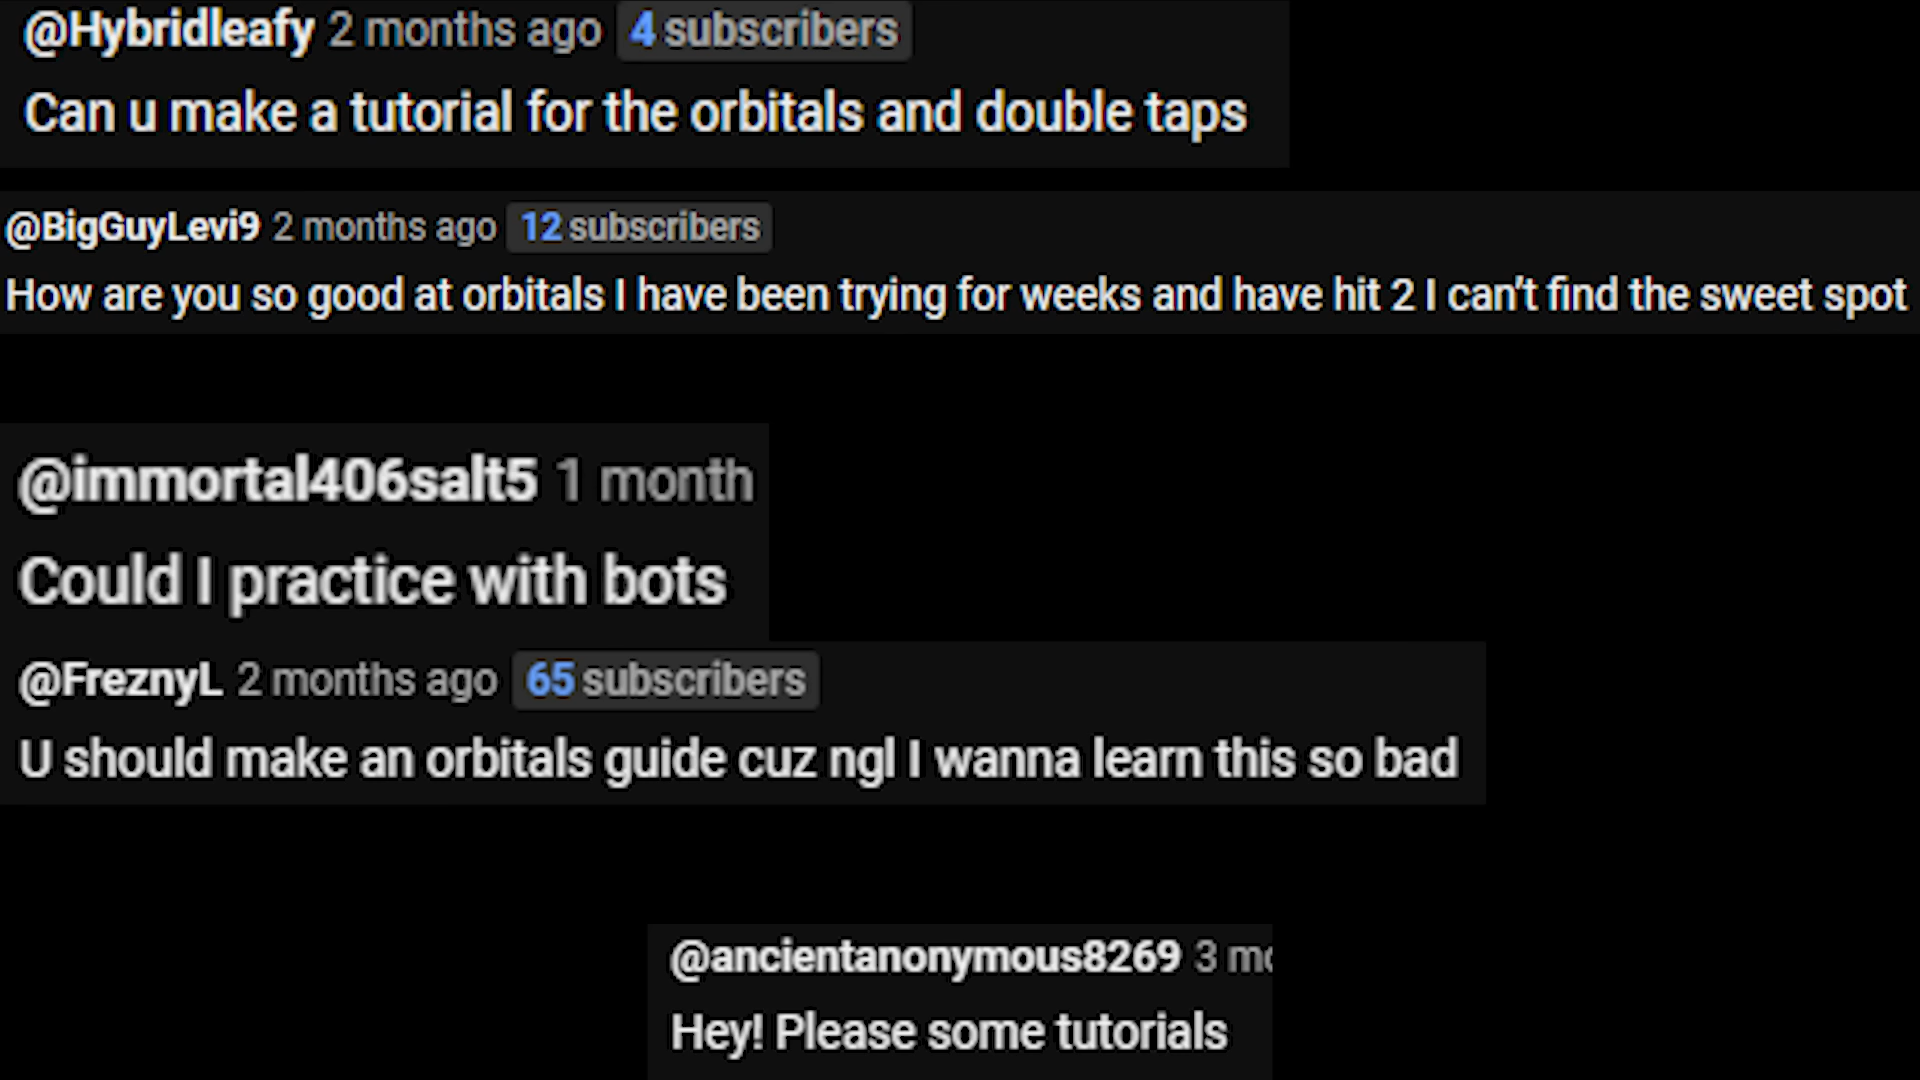 @Hybridleafy 2 months ago 4 subscribers
Can u make a tutorial for the orbitals and double taps
@BigGuyLevi9 2 months ago 12 subscribers
How are you so good at orbitals I have been trying for weeks and have hit 2 I can't find the sweet spot
@immortal406salt5 1 month
Could I practice with bots
@FreznyL 2 months ago 65 subscribers
U should make an orbitals guide cuz ngl I wanna learn this so bad
@ancientanonymous8269 3 mo
Hey! Please some tutorials